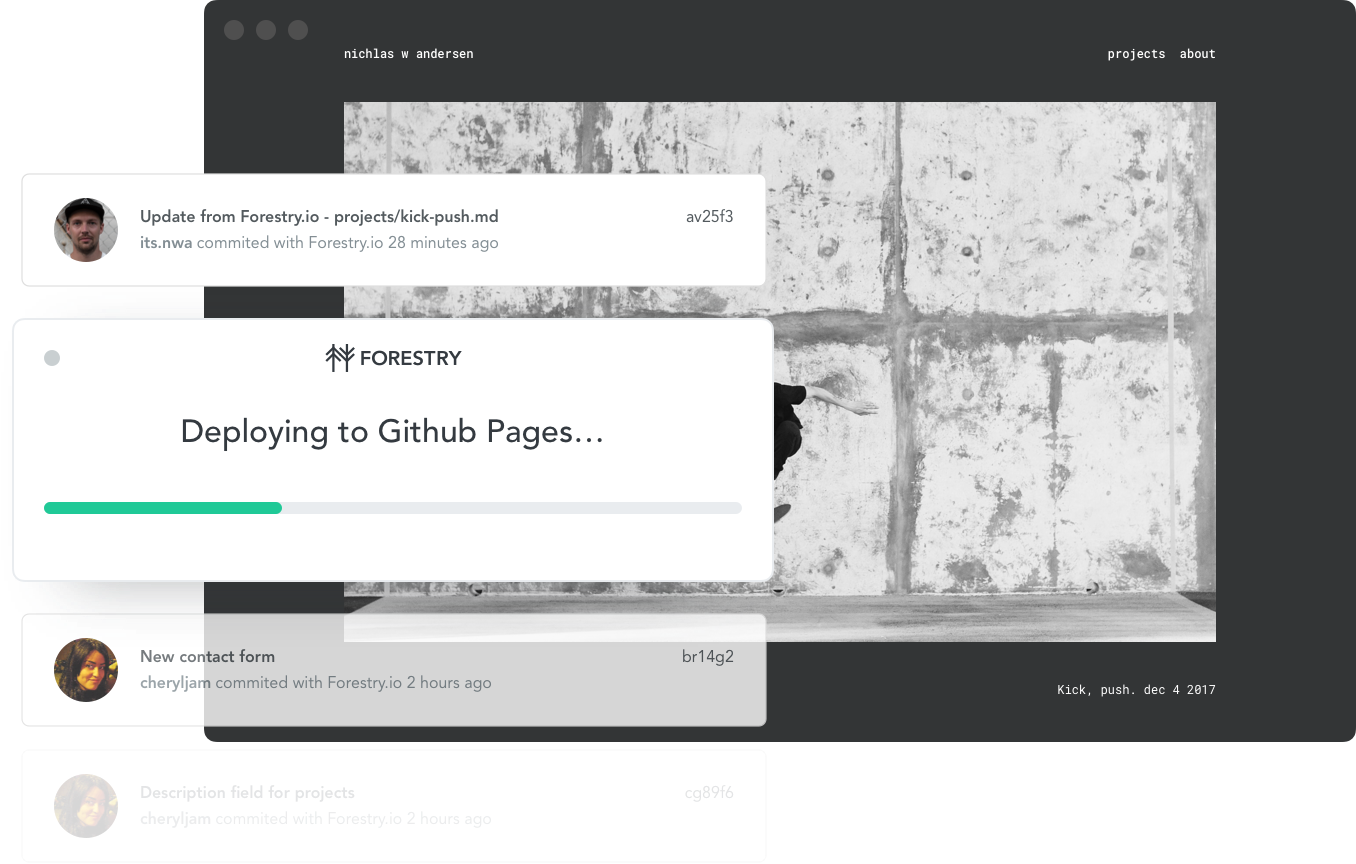 nichlas w andersen
projects about
Update from Forestry.io - projects/kick-push.md
av25f3
its.nwa commited with Forestry.io 28 minutes ago
FORESTRY
Deploying to Github Pages...
New contact form
br14g2
cheryljam commited with Forestry.io 2 hours ago
Kick, push. dec 4 2017
Description field for projects
cg89f6
cheryljam commited with Forestry.io 2 hours ago